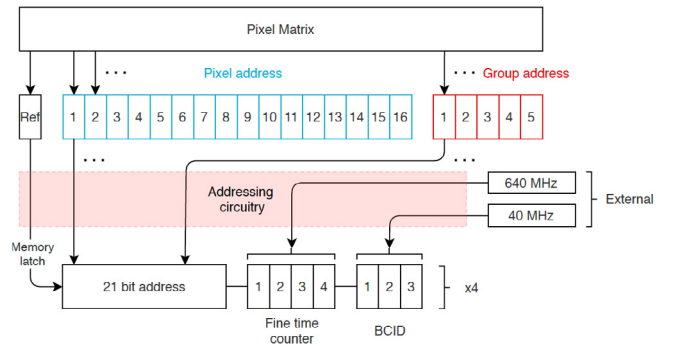 Pixel Matrix
... Pixel address ... Group address
Ref 1 2 3 4 5 6 7 8 9 10 11 12 13 14 15 16 1 2 3 4 5
... ...
Addressing
circuitry
640 MHz
40 MHz
External
Memory
latch
21 bit address 1 2 3 4 1 2 3 x4
Fine time
counter
BCID